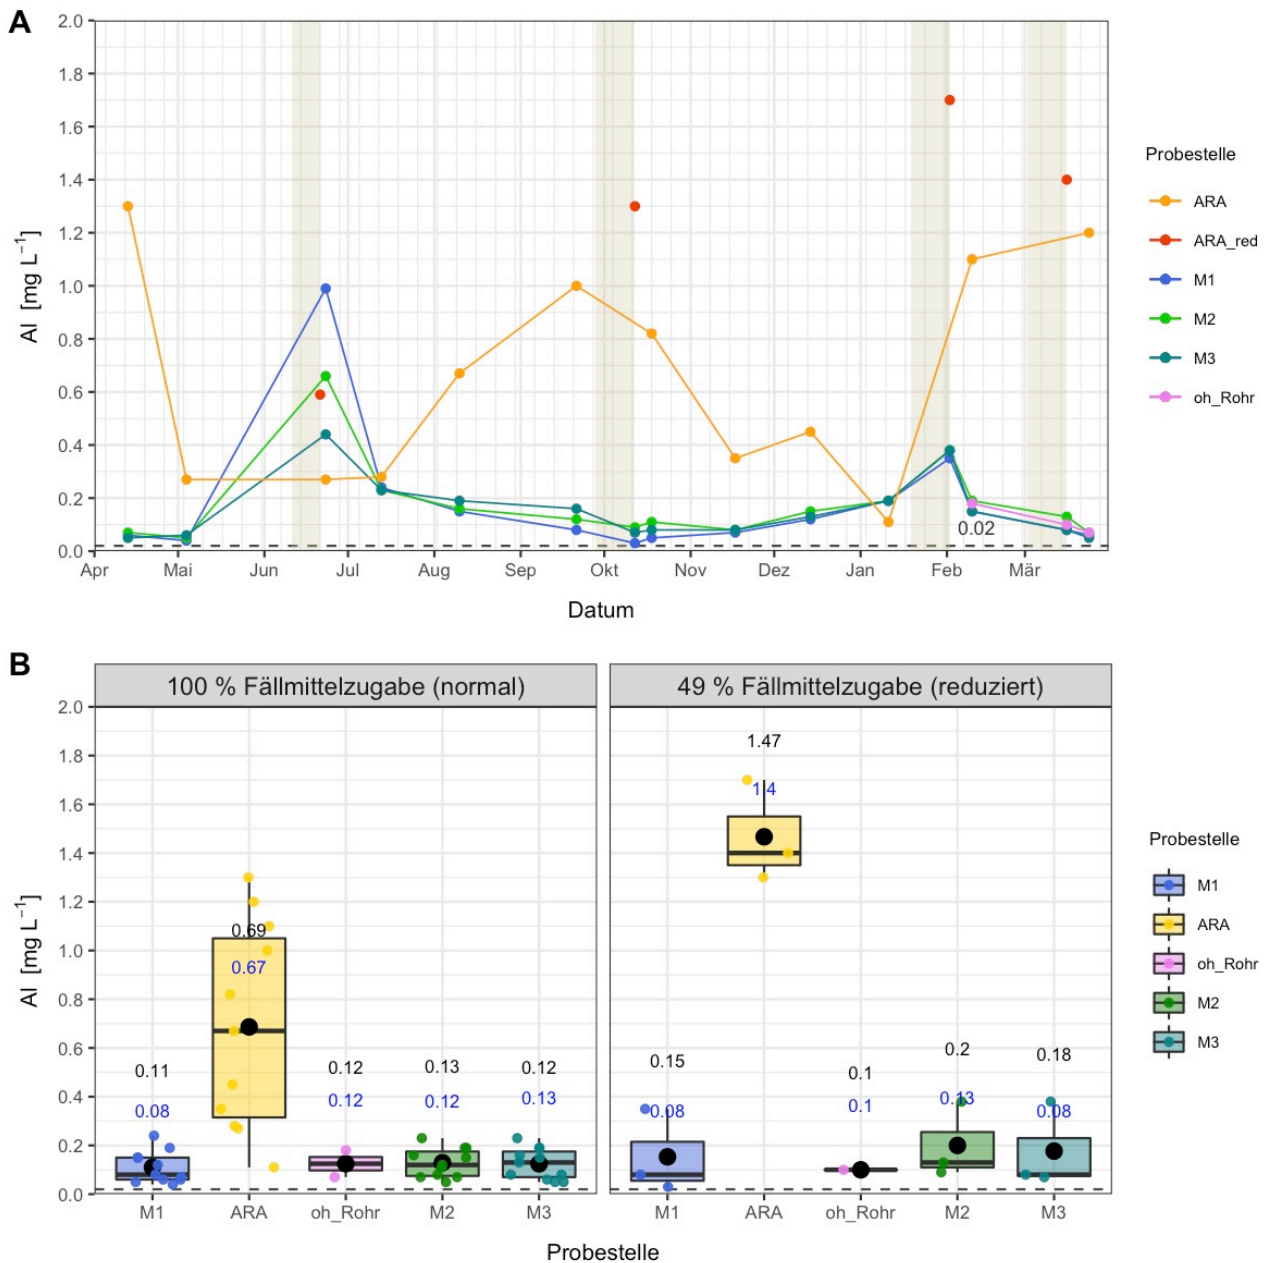 A
2.0
1.8
1.6
1.4
1.2
1.0
0.8
0.6
0.4
0.2
0.0
Al [mg L⁻¹]
0.02
Apr Mai Jun Jul Aug Sep Okt Nov Dez Jan Feb Mär
Datum
Probestelle
ARA
ARA_red
M1
M2
M3
oh_Rohr
B
100 % Fällmittelzugabe (normal)
49 % Fällmittelzugabe (reduziert)
2.0
1.8
1.6
1.4
1.2
1.0
0.8
0.6
0.4
0.2
0.0
Al [mg L⁻¹]
0.11
0.08
0.69
0.67
0.12
0.12
0.13
0.12
0.12
0.13
0.15
0.08
1.47
1.4
0.1
0.1
0.2
0.13
0.18
0.08
M1 ARA oh_Rohr M2 M3
M1 ARA oh_Rohr M2 M3
Probestelle
Probestelle
M1
ARA
oh_Rohr
M2
M3